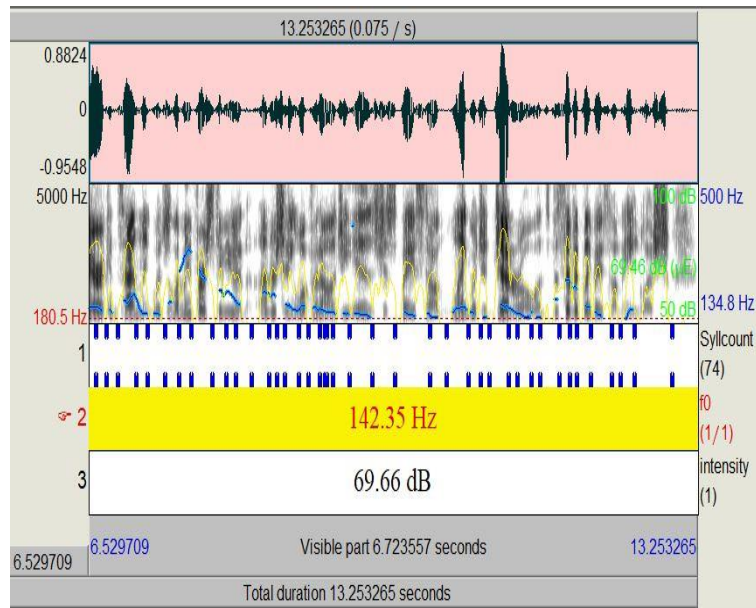 13.253265 (0.075 / s)
0.8824
0
-0.9548
5000 Hz
100 dB
500 Hz
69.46 dB (µE)
134.8 Hz
180.5 Hz
50 dB
1
Syllcount
(74)
☞ 2
142.35 Hz
f0
(1/1)
3
69.66 dB
intensity
(1)
6.529709
6.529709
Visible part 6.723557 seconds
13.253265
Total duration 13.253265 seconds